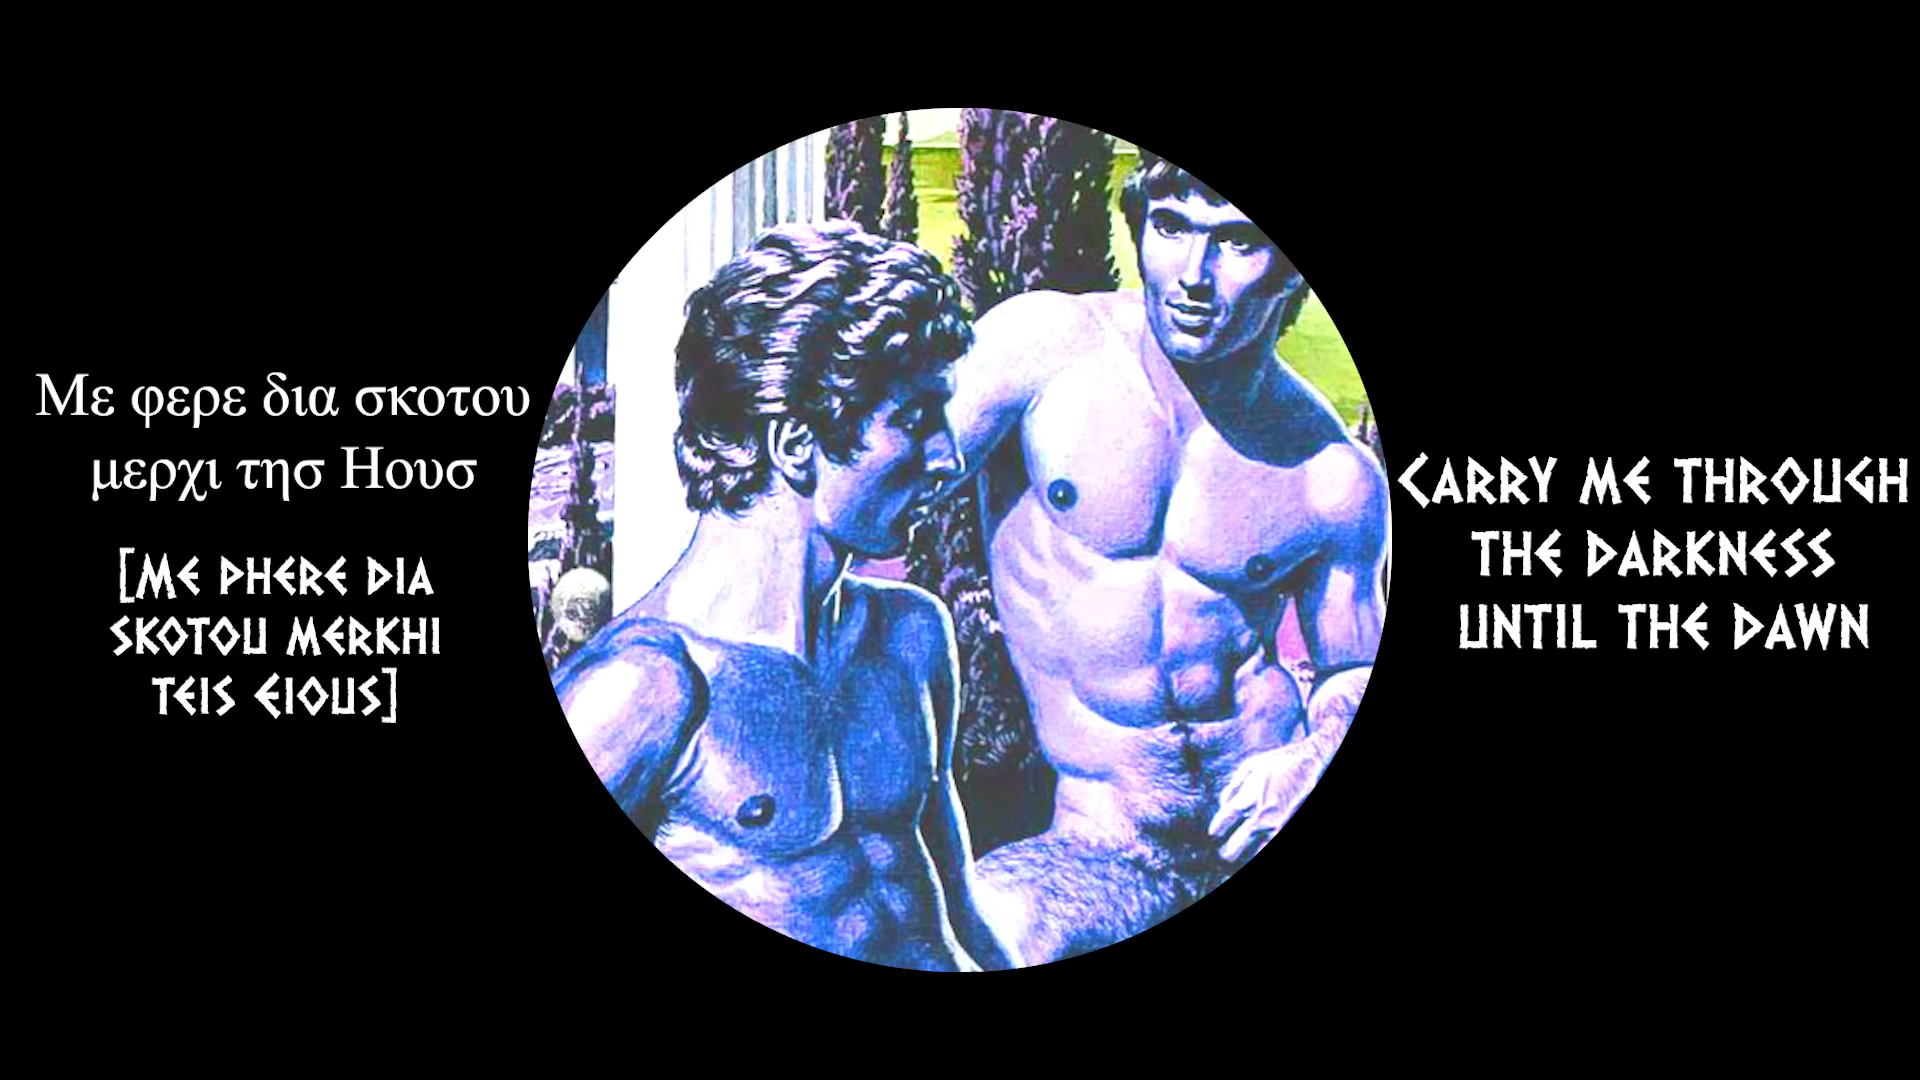 Με φερε δια σκοτου
μερχι τησ Ηουσ
[Me phere dia
skotou merkhi
teis Eious]
Carry me through
the darkness
until the dawn